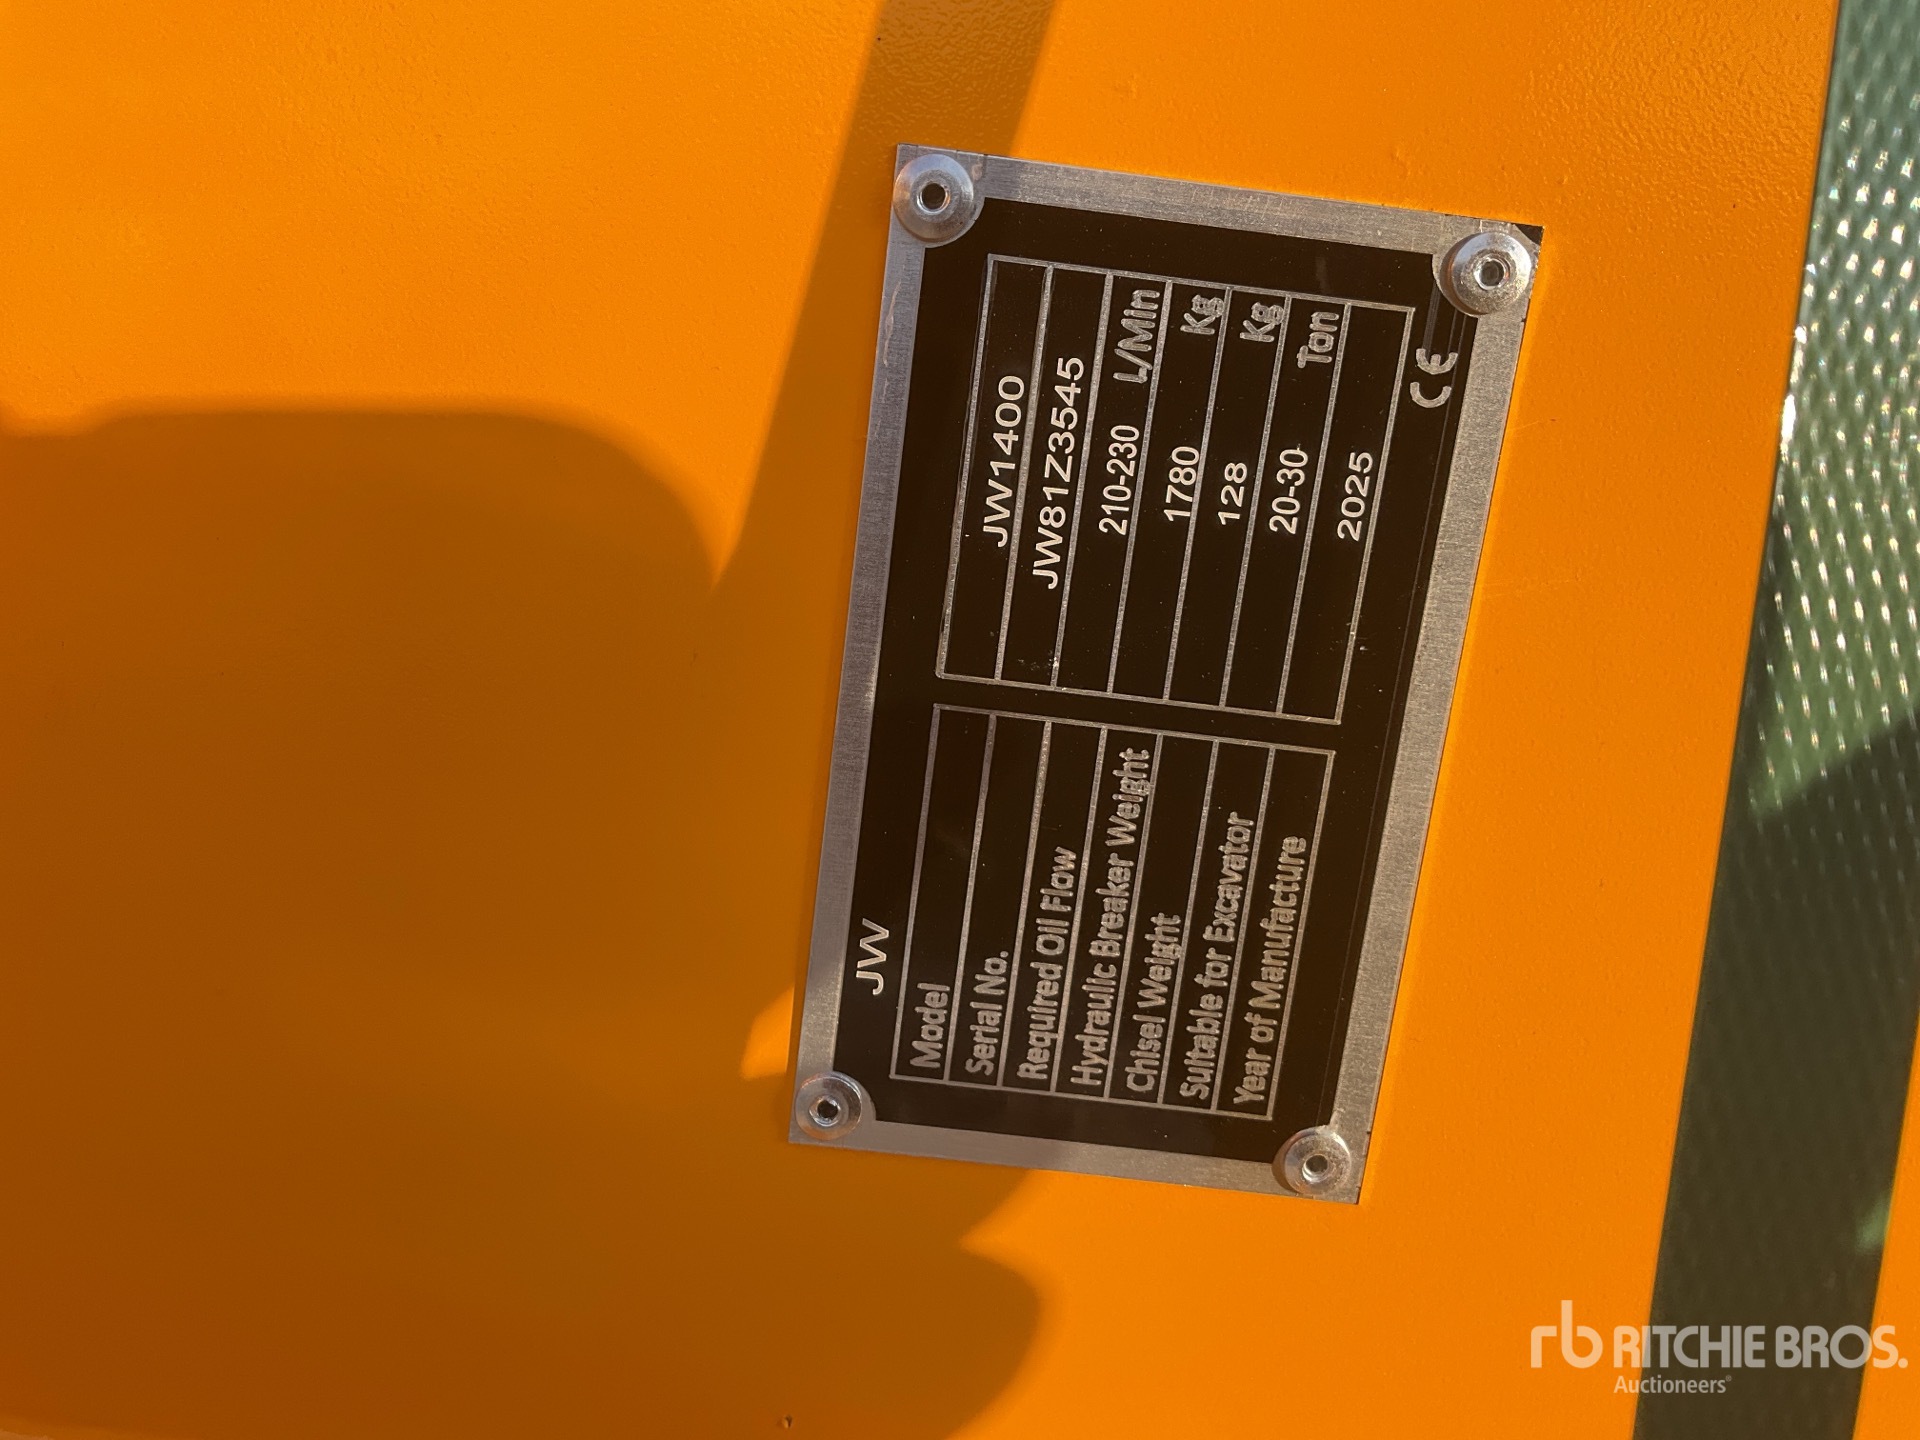 JW
Model JW1400
Serial No. JW81Z3545
Required Oil Flow 210-230 L/Min
Hydraulic Breaker Weight 1780 Kg
Chisel Weight 128 Kg
Suitable for Excavator 20-30 Ton
Year of Manufacture 2025
CE
rb RITCHIE BROS.
Auctioneers®